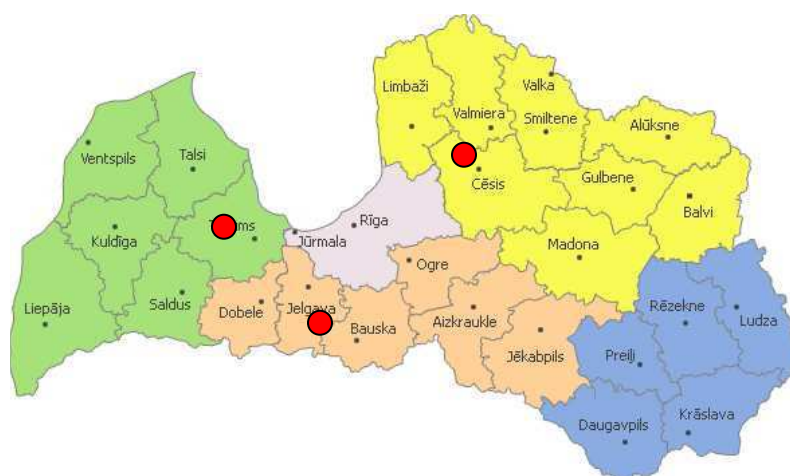 Limbaži
Valka
Valmiera
Smiltene
Alūksne
Ventspils
Talsi
Cēsis
Gulbene
Balvi
Kuldīga
Jūrmala
Rīga
Madona
Ogre
Liepāja
Saldus
Dobele
Jelgava
Bauska
Aizkraukle
Jēkabpils
Rēzekne
Ludza
Preiļi
Daugavpils
Krāslava